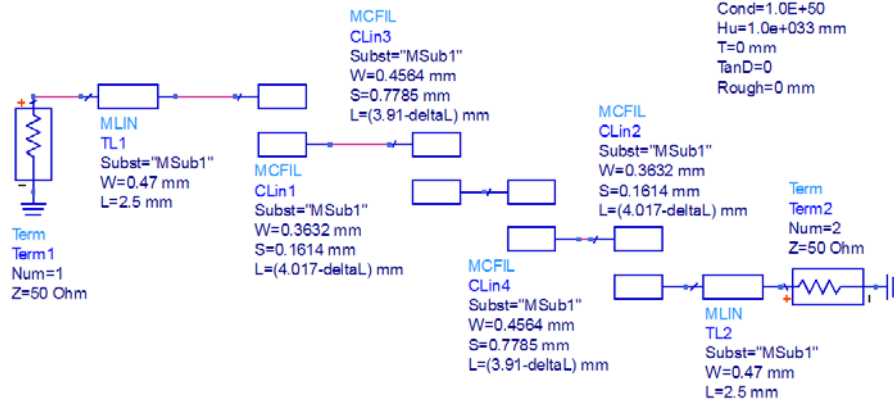 Cond=1.0E+50
Hu=1.0e+033 mm
T=0 mm
TanD=0
Rough=0 mm
MCFIL
CLin3
Subst="MSub1"
W=0.4564 mm
S=0.7785 mm
L=(3.91-deltaL) mm
+
-
Term
Term1
Num=1
Z=50 Ohm
MLIN
TL1
Subst="MSub1"
W=0.47 mm
L=2.5 mm
MCFIL
CLin1
Subst="MSub1"
W=0.3632 mm
S=0.1614 mm
L=(4.017-deltaL) mm
MCFIL
CLin2
Subst="MSub1"
W=0.3632 mm
S=0.1614 mm
L=(4.017-deltaL) mm
MCFIL
CLin4
Subst="MSub1"
W=0.4564 mm
S=0.7785 mm
L=(3.91-deltaL) mm
Term
Term2
Num=2
Z=50 Ohm
+
-
MLIN
TL2
Subst="MSub1"
W=0.47 mm
L=2.5 mm